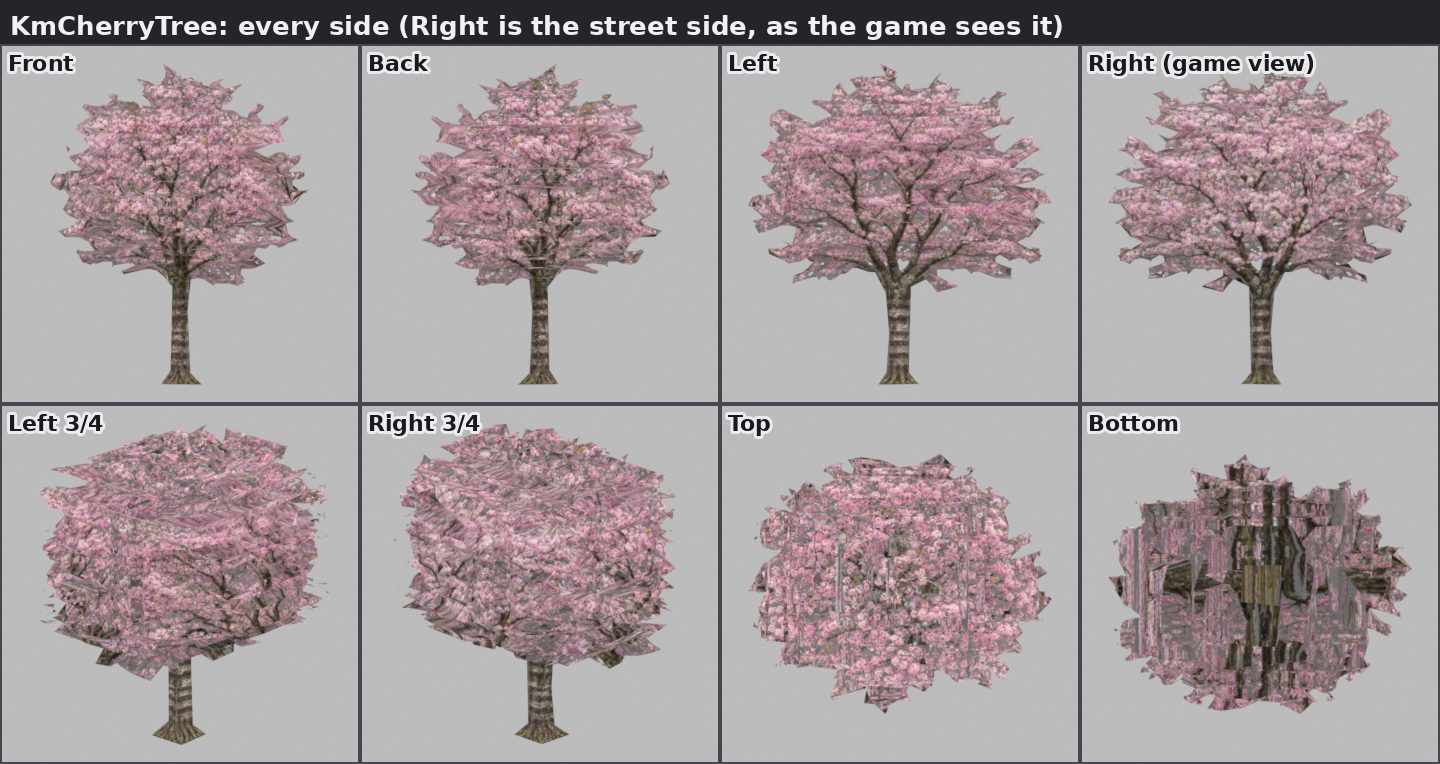 KmCherryTree: every side (Right is the street side, as the game sees it)
Front
Back
Left
Right (game view)
Left 3/4
Right 3/4
Top
Bottom